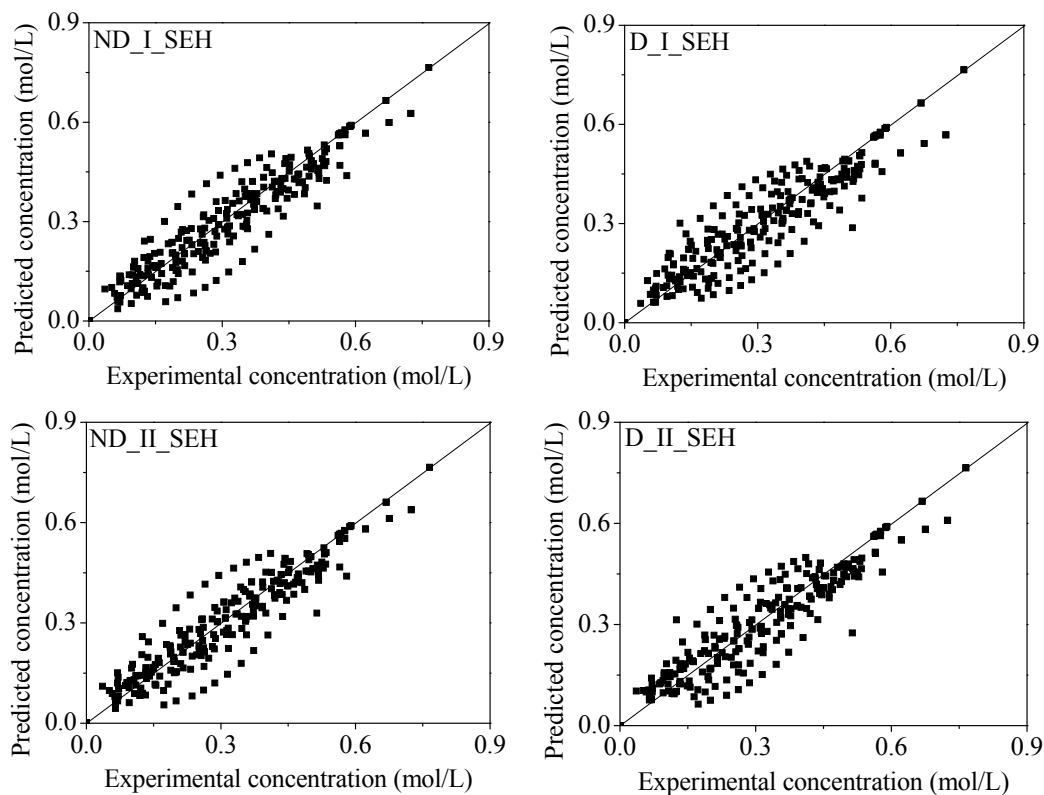 ND_I_SEH
Predicted concentration (mol/L)
0.9
0.6
0.3
0.0
0.0 0.3 0.6 0.9
Experimental concentration (mol/L)
D_I_SEH
Predicted concentration (mol/L)
0.9
0.6
0.3
0.0
0.0 0.3 0.6 0.9
Experimental concentration (mol/L)
ND_II_SEH
Predicted concentration (mol/L)
0.9
0.6
0.3
0.0
0.0 0.3 0.6 0.9
Experimental concentration (mol/L)
D_II_SEH
Predicted concentration (mol/L)
0.9
0.6
0.3
0.0
0.0 0.3 0.6 0.9
Experimental concentration (mol/L)